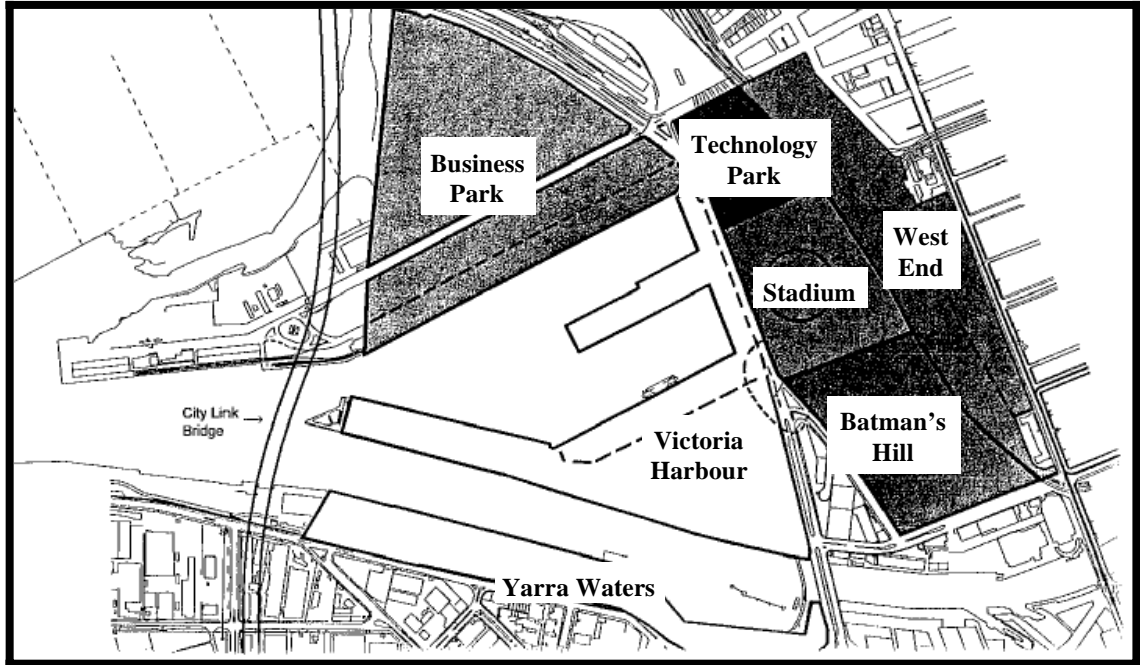 Business
Park
Technology
Park
West
End
Stadium
City Link
Bridge
Batman's
Hill
Victoria
Harbour
Yarra Waters